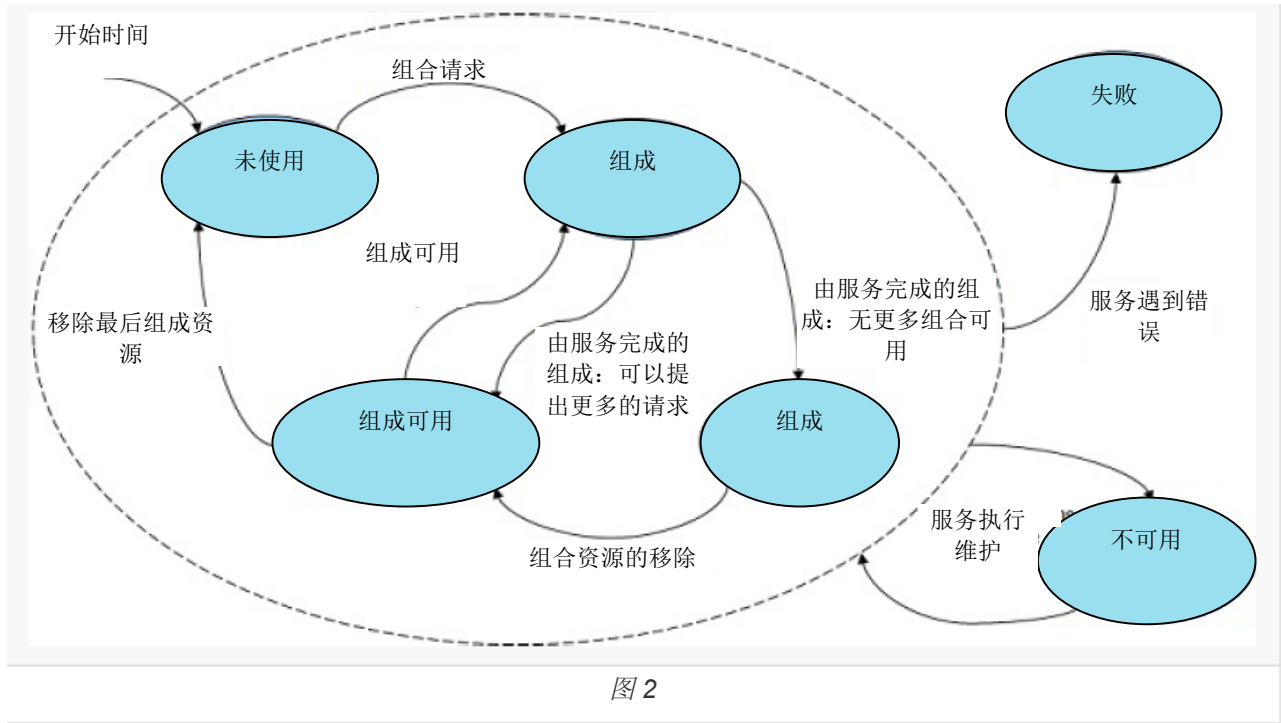 开始时间
组合请求
失败
未使用
组成
组成可用
移除最后组成资
源
由服务完成的组
成：无更多组合可
用
服务遇到错
误
由服务完成的
组成：可以提
出更多的请求
组成可用
组成
服务执行
维护
不可用
组合资源的移除
图 2